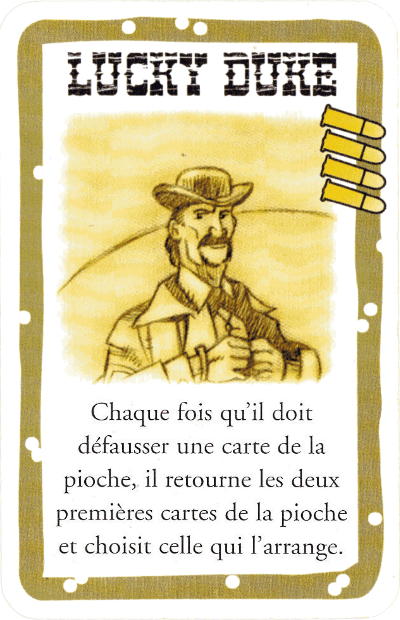 LUCKY DUKE
Chaque fois qu'il doit
défausser une carte de la
pioche, il retourne les deux
premières cartes de la pioche
et choisit celle qui l'arrange.